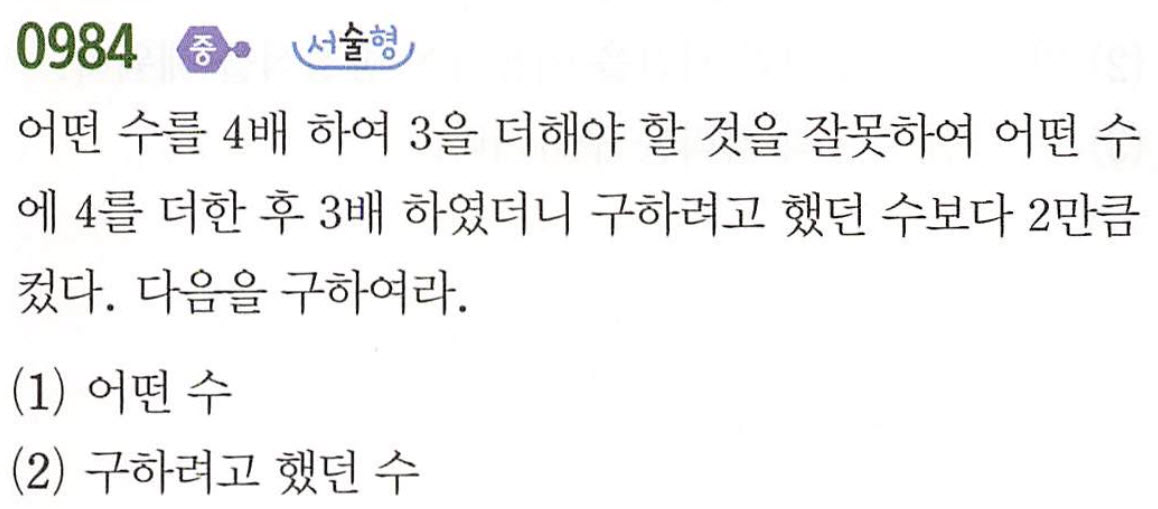 0984 중 서술형
어떤 수를 4배 하여 3을 더해야 할 것을 잘못하여 어떤 수
에 4를 더한 후 3배 하였더니 구하려고 했던 수보다 2만큼
컸다. 다음을 구하여라.
(1) 어떤 수
(2) 구하려고 했던 수